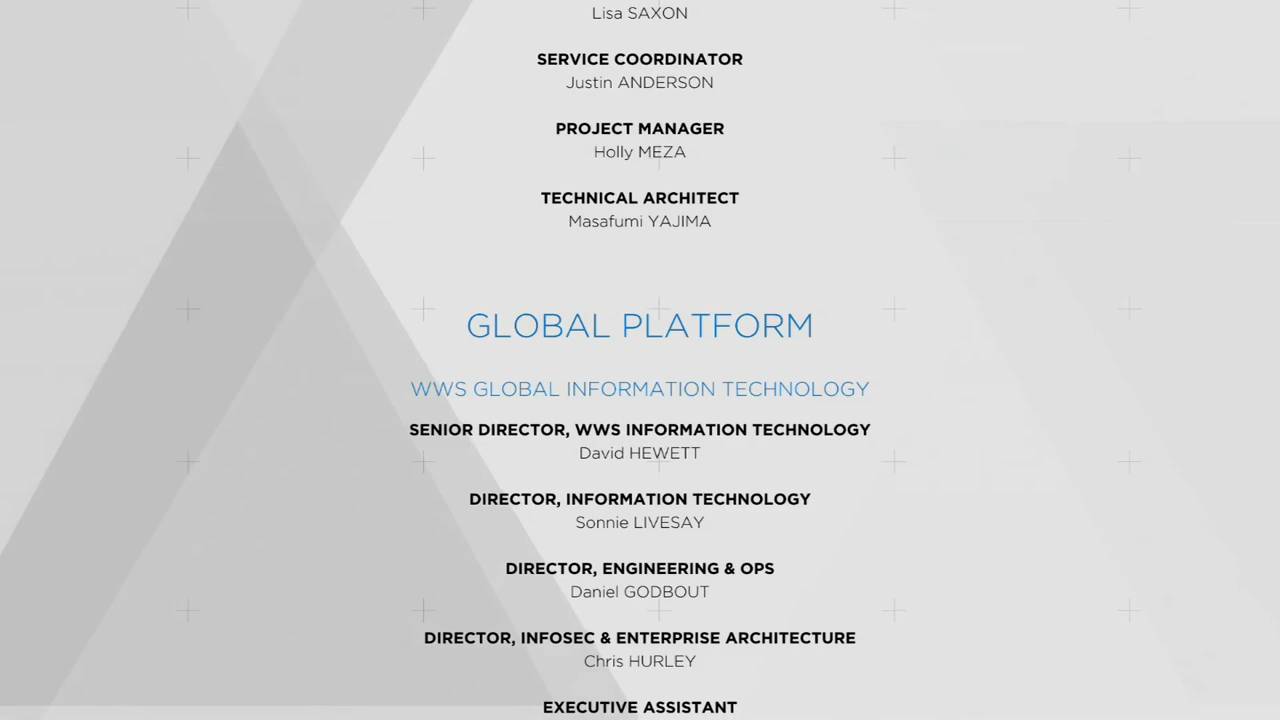 Lisa SAXON
SERVICE COORDINATOR
Justin ANDERSON
PROJECT MANAGER
Holly MEZA
TECHNICAL ARCHITECT
Masafumi YAJIMA
GLOBAL PLATFORM
WWS GLOBAL INFORMATION TECHNOLOGY
SENIOR DIRECTOR, WWS INFORMATION TECHNOLOGY
David HEWETT
DIRECTOR, INFORMATION TECHNOLOGY
Sonnie LIVESAY
DIRECTOR, ENGINEERING & OPS
Daniel GODBOUT
DIRECTOR, INFOSEC & ENTERPRISE ARCHITECTURE
Chris HURLEY
EXECUTIVE ASSISTANT